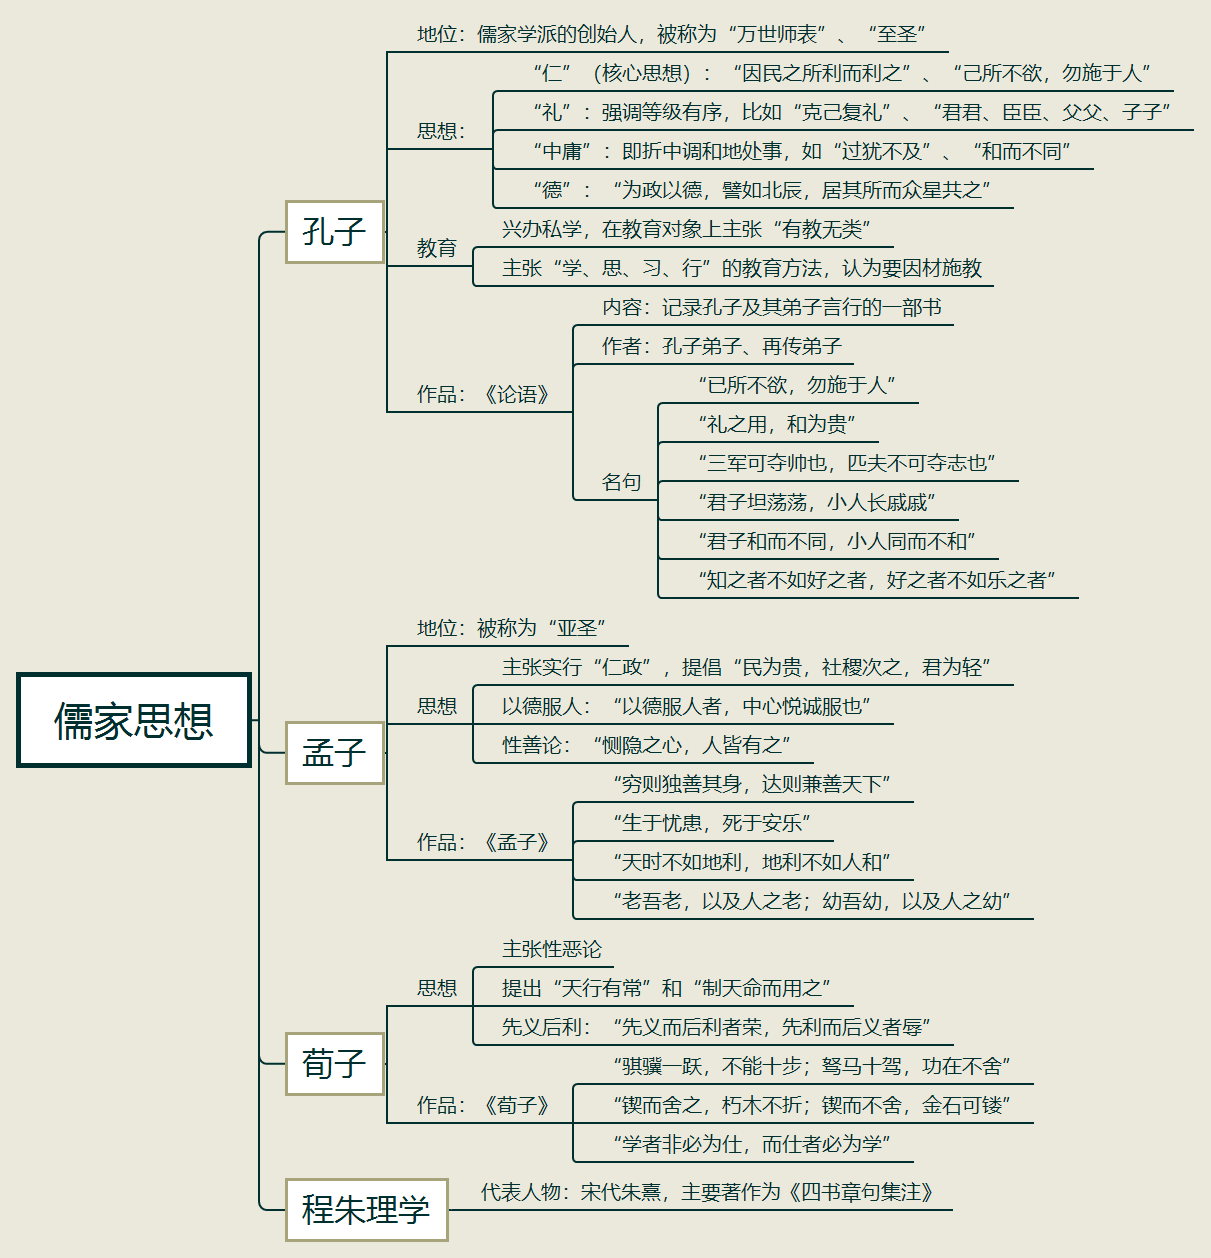 儒家思想
孔子
地位：儒家学派的创始人，被称为“万世师表”、“至圣”
思想：
“仁”（核心思想）：“因民之所利而利之”、“己所不欲，勿施于人”
“礼”：强调等级有序，比如“克己复礼”、“君君、臣臣、父父、子子”
“中庸”：即折中调和地处事，如“过犹不及”、“和而不同”
“德”：“为政以德，譬如北辰，居其所而众星共之”
教育
兴办私学，在教育对象上主张“有教无类”
主张“学、思、习、行”的教育方法，认为要因材施教
作品：《论语》
内容：记录孔子及其弟子言行的一部书
作者：孔子弟子、再传弟子
名句
“已所不欲，勿施于人”
“礼之用，和为贵”
“三军可夺帅也，匹夫不可夺志也”
“君子坦荡荡，小人长戚戚”
“君子和而不同，小人同而不和”
“知之者不如好之者，好之者不如乐之者”
孟子
地位：被称为“亚圣”
思想
主张实行“仁政”，提倡“民为贵，社稷次之，君为轻”
以德服人：“以德服人者，中心悦诚服也”
性善论：“恻隐之心，人皆有之”
作品：《孟子》
“穷则独善其身，达则兼善天下”
“生于忧患，死于安乐”
“天时不如地利，地利不如人和”
“老吾老，以及人之老；幼吾幼，以及人之幼”
荀子
思想
主张性恶论
提出“天行有常”和“制天命而用之”
先义后利：“先义而后利者荣，先利而后义者辱”
作品：《荀子》
“骐骥一跃，不能十步；驽马十驾，功在不舍”
“锲而舍之，朽木不折；锲而不舍，金石可镂”
“学者非必为仕，而仕者必为学”
程朱理学
代表人物：宋代朱熹，主要著作为《四书章句集注》